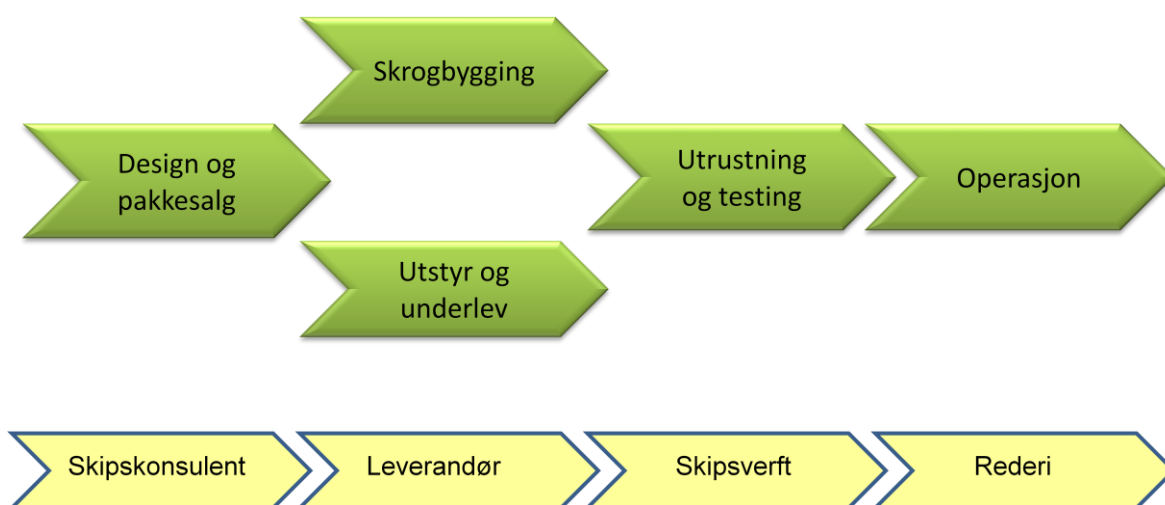 Skrogbygging
Design og
pakkesalg
Utrustning
og testing
Operasjon
Utstyr og
underlev
Skipskonsulent
Leverandør
Skipsverft
Rederi